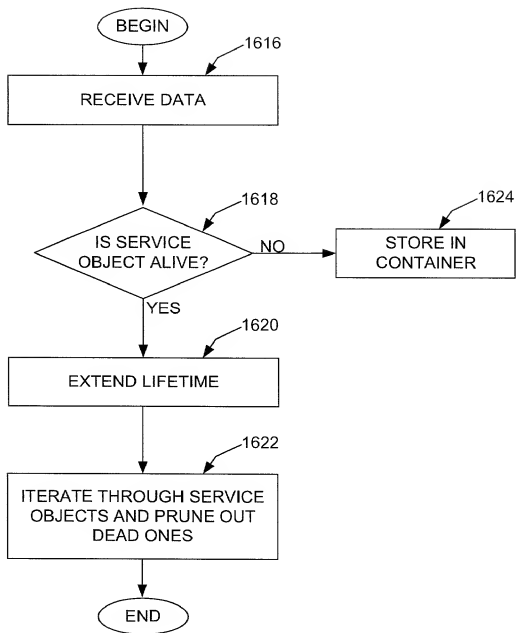 BEGIN
1616
RECEIVE DATA
1618
IS SERVICE
OBJECT ALIVE?
NO
1624
STORE IN
CONTAINER
YES
1620
EXTEND LIFETIME
1622
ITERATE THROUGH SERVICE
OBJECTS AND PRUNE OUT
DEAD ONES
END